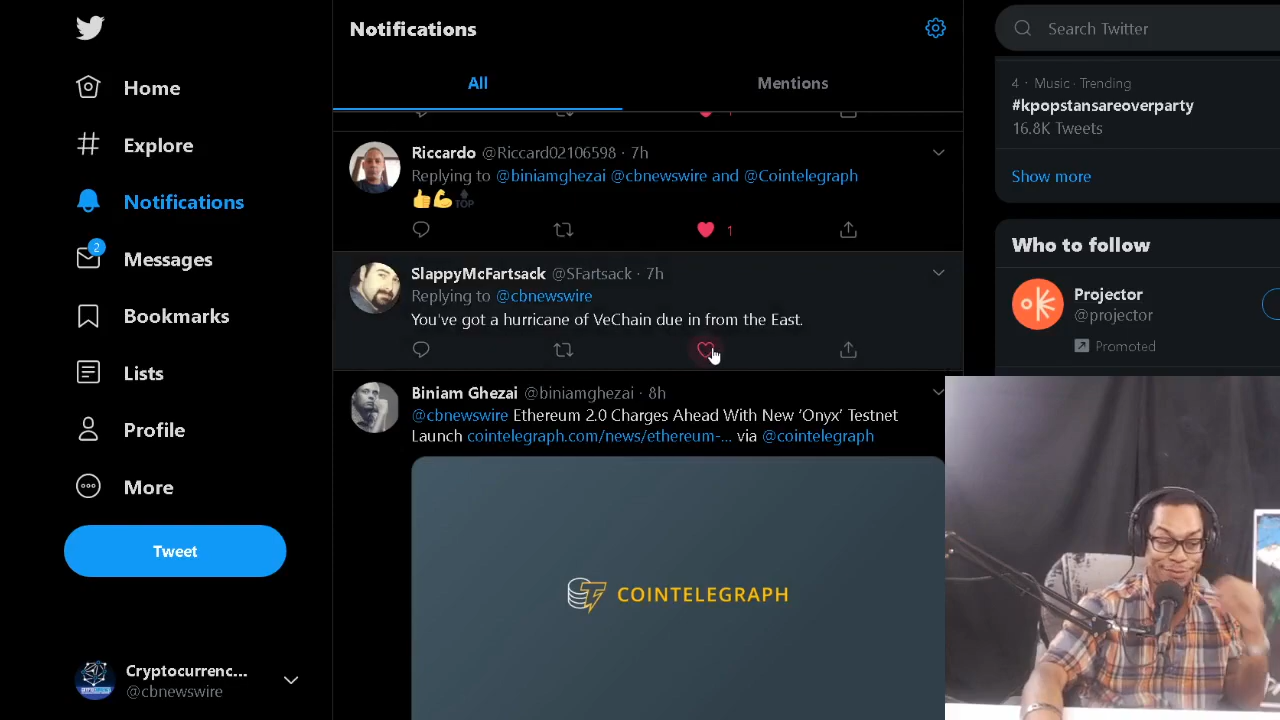 Home
Explore
Notifications
2
Messages
Bookmarks
Lists
Profile
More
Tweet
Cryptocurrenc...
@cbnewswire
Notifications
All
Mentions
1
Riccardo @Riccard02106598 · 7h
Replying to @biniamghezai @cbnewswire and @Cointelegraph
👍💪🔝
1
SlappyMcFartsack @SFartsack · 7h
Replying to @cbnewswire
You've got a hurricane of VeChain due in from the East.
Biniam Ghezai @biniamghezai · 8h
@cbnewswire Ethereum 2.0 Charges Ahead With New ‘Onyx’ Testnet
Launch cointelegraph.com/news/ethereum-... via @cointelegraph
COINTELEGRAPH
Search Twitter
4 · Music · Trending
#kpopstansareoverparty
16.8K Tweets
Show more
Who to follow
Projector
@projector
Promoted